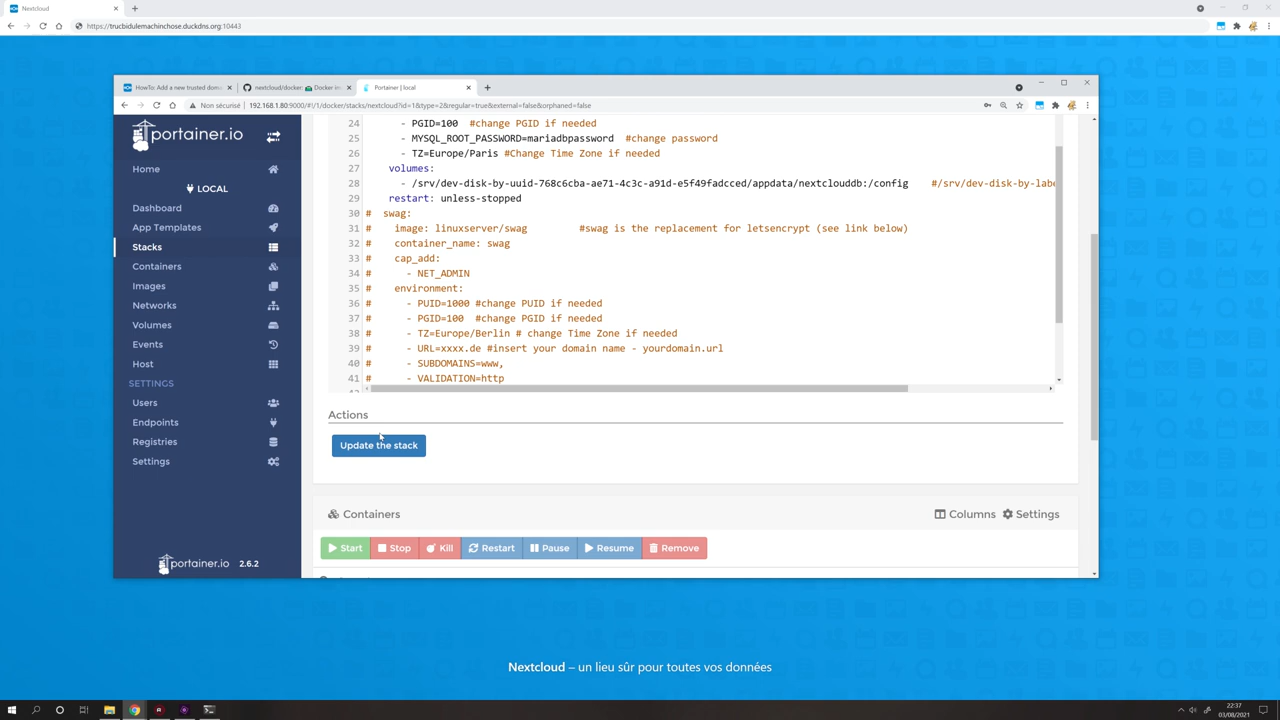 Nextcloud
https://trucbidulemachinchose.duckdns.org:10443
HowTo: Add a new trusted dom
nextcloud/docker:
Docker im
Portainer | local
Non sécurisé
192.168.1.80:9000/#!/1/docker/stacks/nextcloud?id=1&type=2&regular=true&external=false&orphaned=false
portainer.io
Home
LOCAL
Dashboard
App Templates
Stacks
Containers
Images
Networks
Volumes
Events
Host
SETTINGS
Users
Endpoints
Registries
Settings
portainer.io 2.6.2
24 - PGID=100 #change PGID if needed
25 - MYSQL_ROOT_PASSWORD=mariadbpassword #change password
26 - TZ=Europe/Paris #Change Time Zone if needed
27 volumes:
28 - /srv/dev-disk-by-uuid-768c6cba-ae71-4c3c-a91d-e5f49fadcced/appdata/nextclouddb:/config #/srv/dev-disk-by-labe
29 restart: unless-stopped
30 # swag:
31 # image: linuxserver/swag #swag is the replacement for letsencrypt (see link below)
32 # container_name: swag
33 # cap_add:
34 # - NET_ADMIN
35 # environment:
36 # - PUID=1000 #change PUID if needed
37 # - PGID=100 #change PGID if needed
38 # - TZ=Europe/Berlin # change Time Zone if needed
39 # - URL=xxxx.de #insert your domain name - yourdomain.url
40 # - SUBDOMAINS=www,
41 # - VALIDATION=http
Actions
Update the stack
Containers
Columns
Settings
Start
Stop
Kill
Restart
Pause
Resume
Remove
Nextcloud – un lieu sûr pour toutes vos données
22:37
03/08/2021